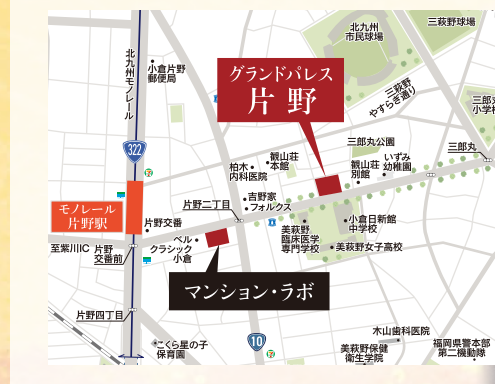 北九州
市民球場
三萩野球場
北九州モノレール
小倉片野
郵便局
グランドパレス
片野
三萩野
やすらぎ通り
三郎丸
小学校
322
三郎丸公園
三郎丸
観山荘
本館
柏木
内科医院
観山荘
別館
いずみ
幼稚園
モノレール
片野駅
片野二丁目
吉野家
フォルクス
片野交番
ベル
クラシック
小倉
至紫川IC
片野
交番前
美萩野
臨床医学
専門学校
小倉日新館
中学校
美萩野女子高校
マンション・ラボ
片野四丁目
こくら星の子
保育園
10
木山歯科医院
美萩野保健
衛生学院
福岡県警本部
第二機動隊